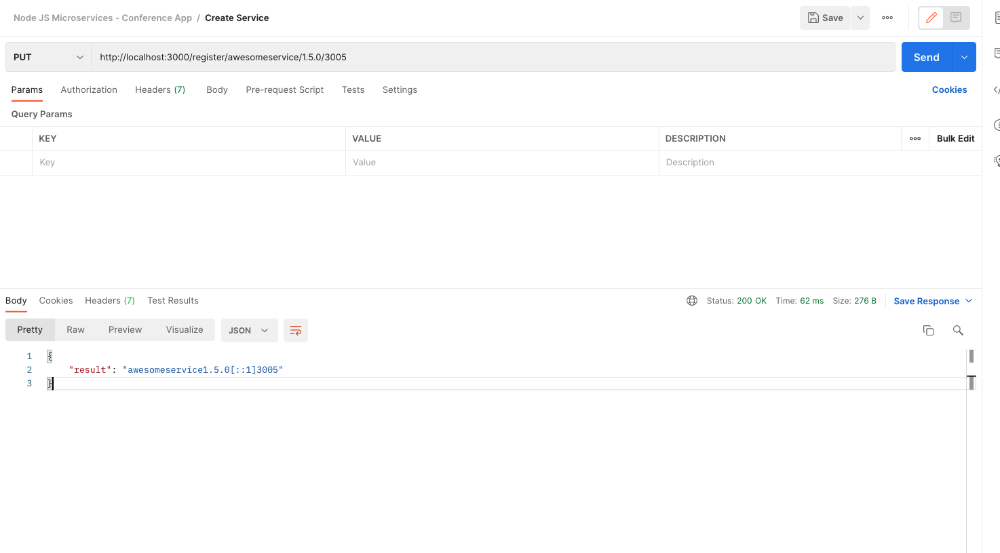 Node JS Microservices - Conference App / Create Service
Save
PUT
http://localhost:3000/register/awesomeservice/1.5.0/3005
Send
Params Authorization Headers (7) Body Pre-request Script Tests Settings Cookies
Query Params
KEY VALUE DESCRIPTION Bulk Edit
Key Value Description
Body Cookies Headers (7) Test Results Status: 200 OK Time: 62 ms Size: 276 B Save Response
Pretty Raw Preview Visualize JSON
1 {
2 "result": "awesomeservice1.5.0[::1]3005"
3 }